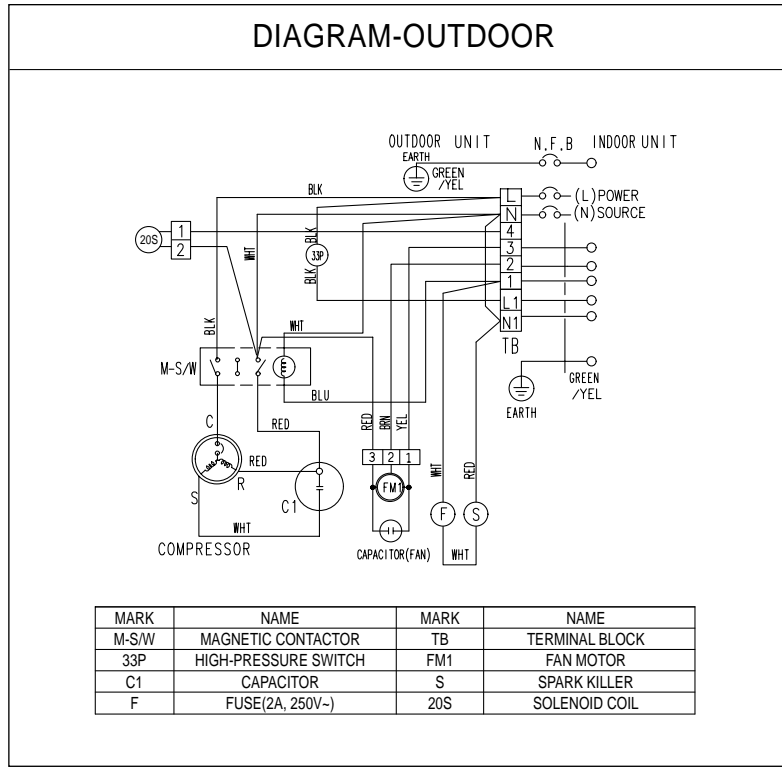 DIAGRAM-OUTDOOR
OUTDOOR UNIT N.F.B INDOOR UNIT
EARTH
GREEN
/YEL
BLK
L (L)POWER
N (N)SOURCE
4
3
2
1
L1
N1
TB
20S
1
2
WHT
BLK
33P
BLK
BLK
WHT
M-S/W
BLU
GREEN
/YEL
EARTH
C
RED
RED
BRN
YEL
3 2 1
RED
S
R
C1
FM1
WHT
RED
F
S
WHT
COMPRESSOR
CAPACITOR(FAN)
WHT
MARK NAME MARK NAME
M-S/W MAGNETIC CONTACTOR TB TERMINAL BLOCK
33P HIGH-PRESSURE SWITCH FM1 FAN MOTOR
C1 CAPACITOR S SPARK KILLER
F FUSE(2A, 250V~) 20S SOLENOID COIL